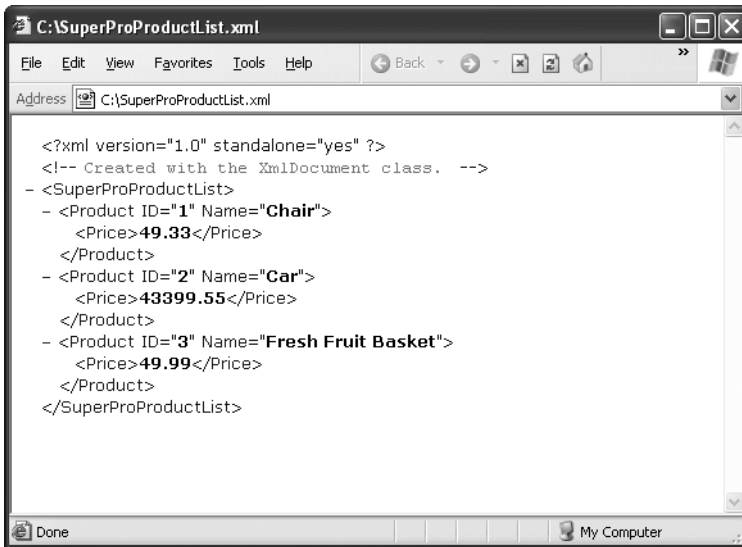 C:\SuperProProductList.xml
File Edit View Favorites Tools Help Back »
Address C:\SuperProProductList.xml
<?xml version="1.0" standalone="yes" ?>
<!-- Created with the XmlDocument class. -->
– <SuperProProductList>
– <Product ID="1" Name="Chair">
<Price>49.33</Price>
</Product>
– <Product ID="2" Name="Car">
<Price>43399.55</Price>
</Product>
– <Product ID="3" Name="Fresh Fruit Basket">
<Price>49.99</Price>
</Product>
</SuperProProductList>
Done My Computer